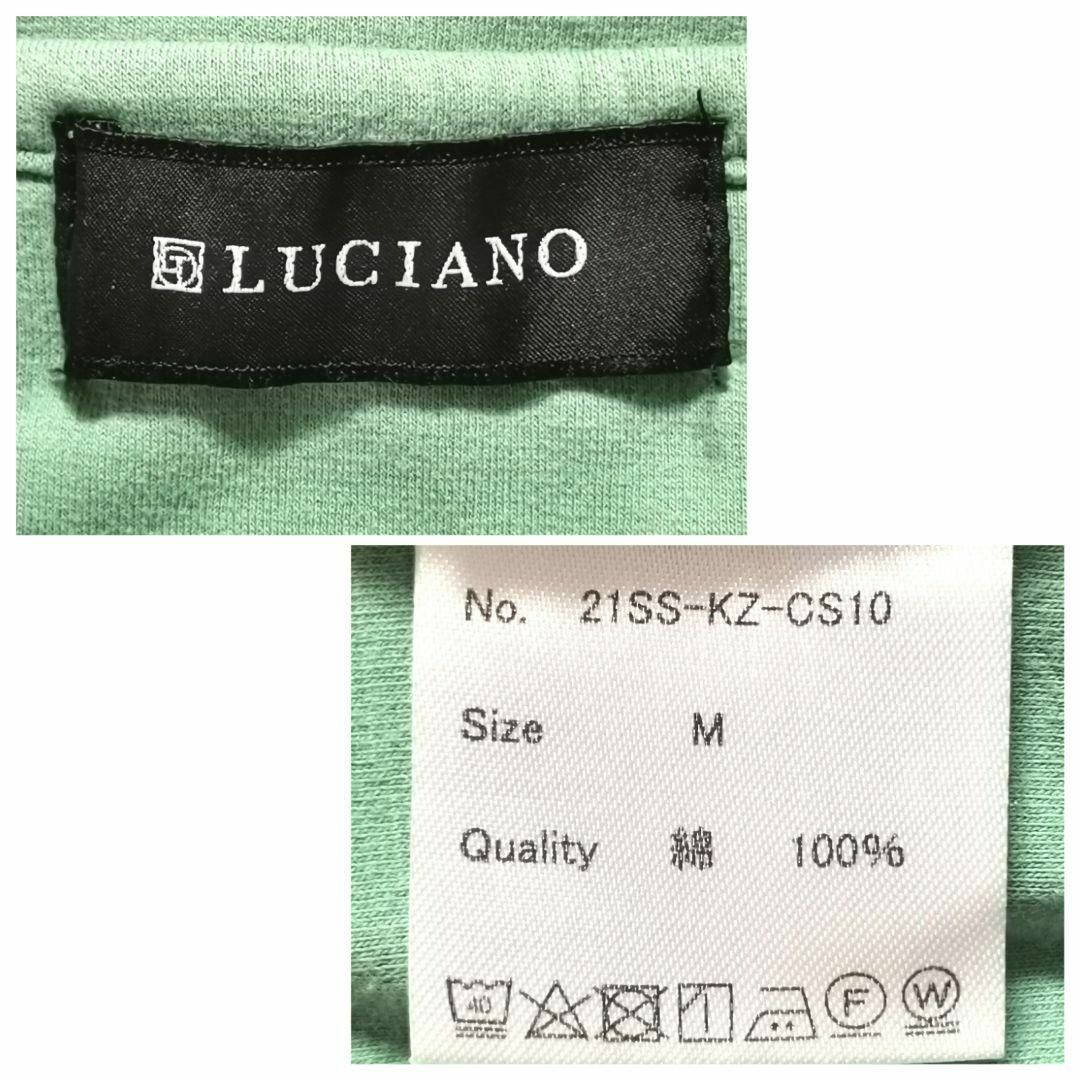 LUCIANO
No. 21SS-KZ-CS10
Size M
Quality 綿 100%
40 F W